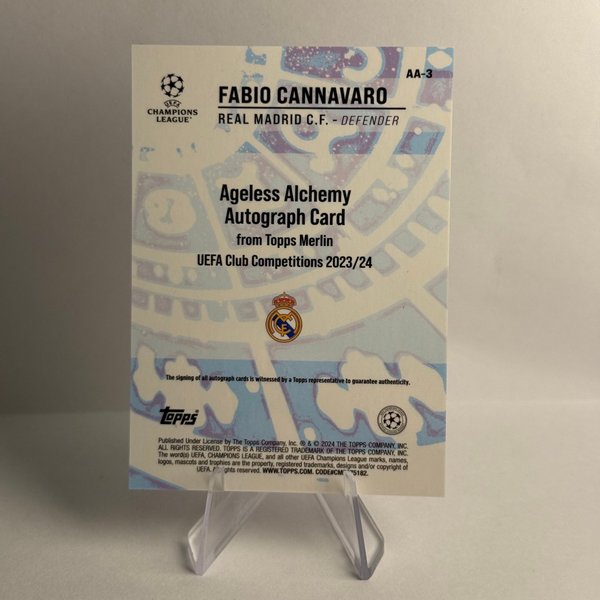 AA-3
FABIO CANNAVARO
REAL MADRID C.F. - DEFENDER
UEFA
CHAMPIONS
LEAGUE
Ageless Alchemy
Autograph Card
from Topps Merlin
UEFA Club Competitions 2023/24
The signing of all autograph cards is witnessed by a Topps representative to guarantee authenticity.
Topps
Published Under License by The Topps Company, Inc. ® & © 2024 THE TOPPS COMPANY, INC.
ALL RIGHTS RESERVED. TOPPS IS A REGISTERED TRADEMARK OF THE TOPPS COMPANY, INC.
The word(s) UEFA, CHAMPIONS LEAGUE, and all other UEFA Champions League marks, names,
logos, mascots and trophies are the property, registered trademarks, designs and/or copyright of
UEFA. All rights reserved. WWW.TOPPS.COM.